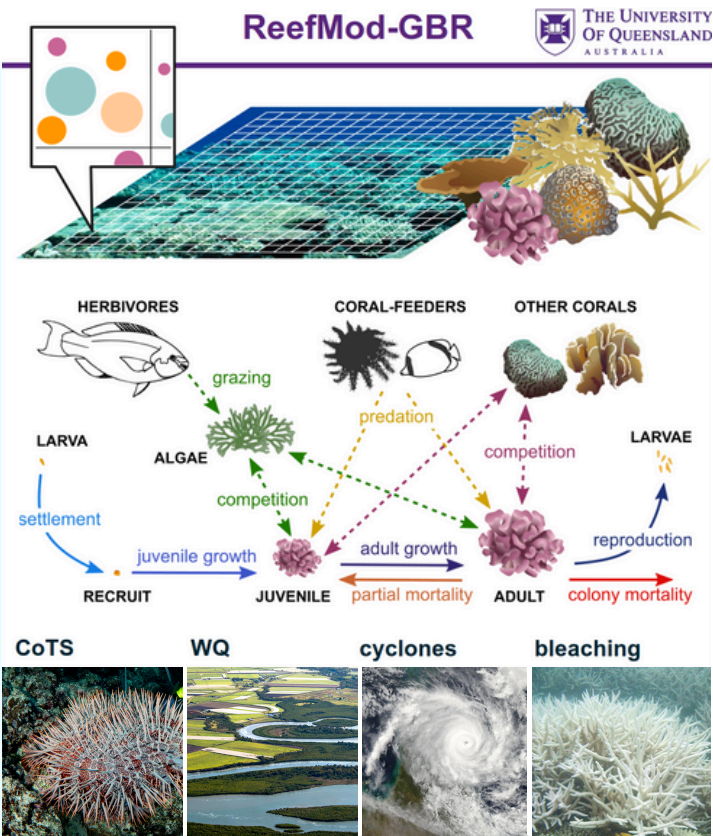 ReefMod-GBR
THE UNIVERSITY
OF QUEENSLAND
AUSTRALIA
HERBIVORES
CORAL-FEEDERS
OTHER CORALS
grazing
predation
LARVA
ALGAE
LARVAE
competition
settlement
competition
reproduction
juvenile growth
adult growth
RECRUIT
JUVENILE
partial mortality
ADULT
colony mortality
CoTS
WQ
cyclones
bleaching